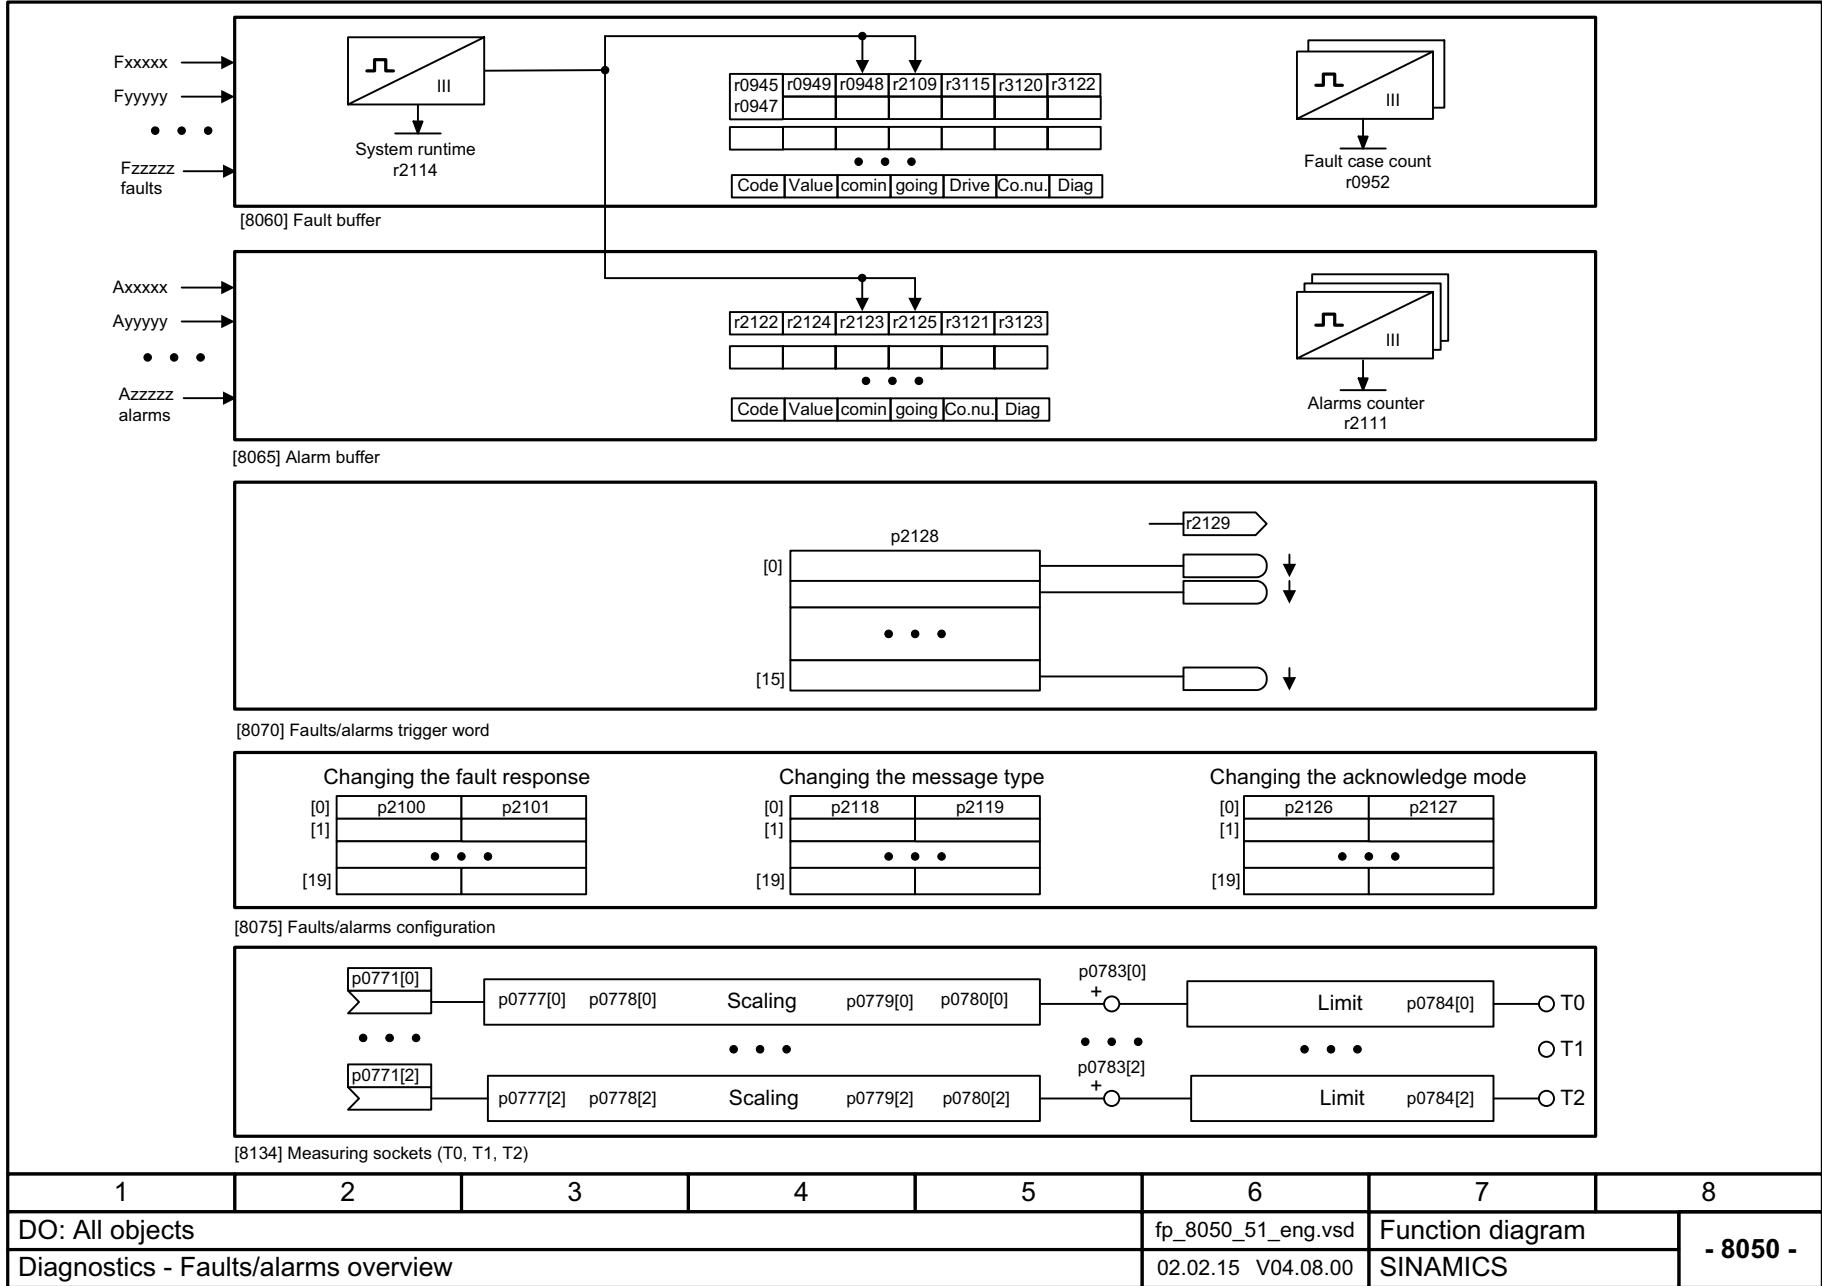 Fxxxxx
Fyyyyy
Fzzzzz
faults
III
System runtime
r2114
r0945 r0949 r0948 r2109 r3115 r3120 r3122
r0947
Code Value comin going Drive Co.nu. Diag
III
Fault case count
r0952
[8060] Fault buffer
Axxxxx
Ayyyyy
Azzzzz
alarms
r2122 r2124 r2123 r2125 r3121 r3123
Code Value comin going Co.nu. Diag
III
Alarms counter
r2111
[8065] Alarm buffer
p2128
r2129
[0]
[15]
[8070] Faults/alarms trigger word
Changing the fault response
[0] p2100 p2101
[1]
[19]
Changing the message type
[0] p2118 p2119
[1]
[19]
Changing the acknowledge mode
[0] p2126 p2127
[1]
[19]
[8075] Faults/alarms configuration
p0771[0]
p0777[0] p0778[0] Scaling p0779[0] p0780[0]
p0783[0]
+
Limit p0784[0]
T0
T1
p0771[2]
p0777[2] p0778[2] Scaling p0779[2] p0780[2]
p0783[2]
+
Limit p0784[2]
T2
[8134] Measuring sockets (T0, T1, T2)
1 2 3 4 5 6 7 8
DO: All objects
fp_8050_51_eng.vsd
Function diagram
- 8050 -
Diagnostics - Faults/alarms overview
02.02.15 V04.08.00
SINAMICS